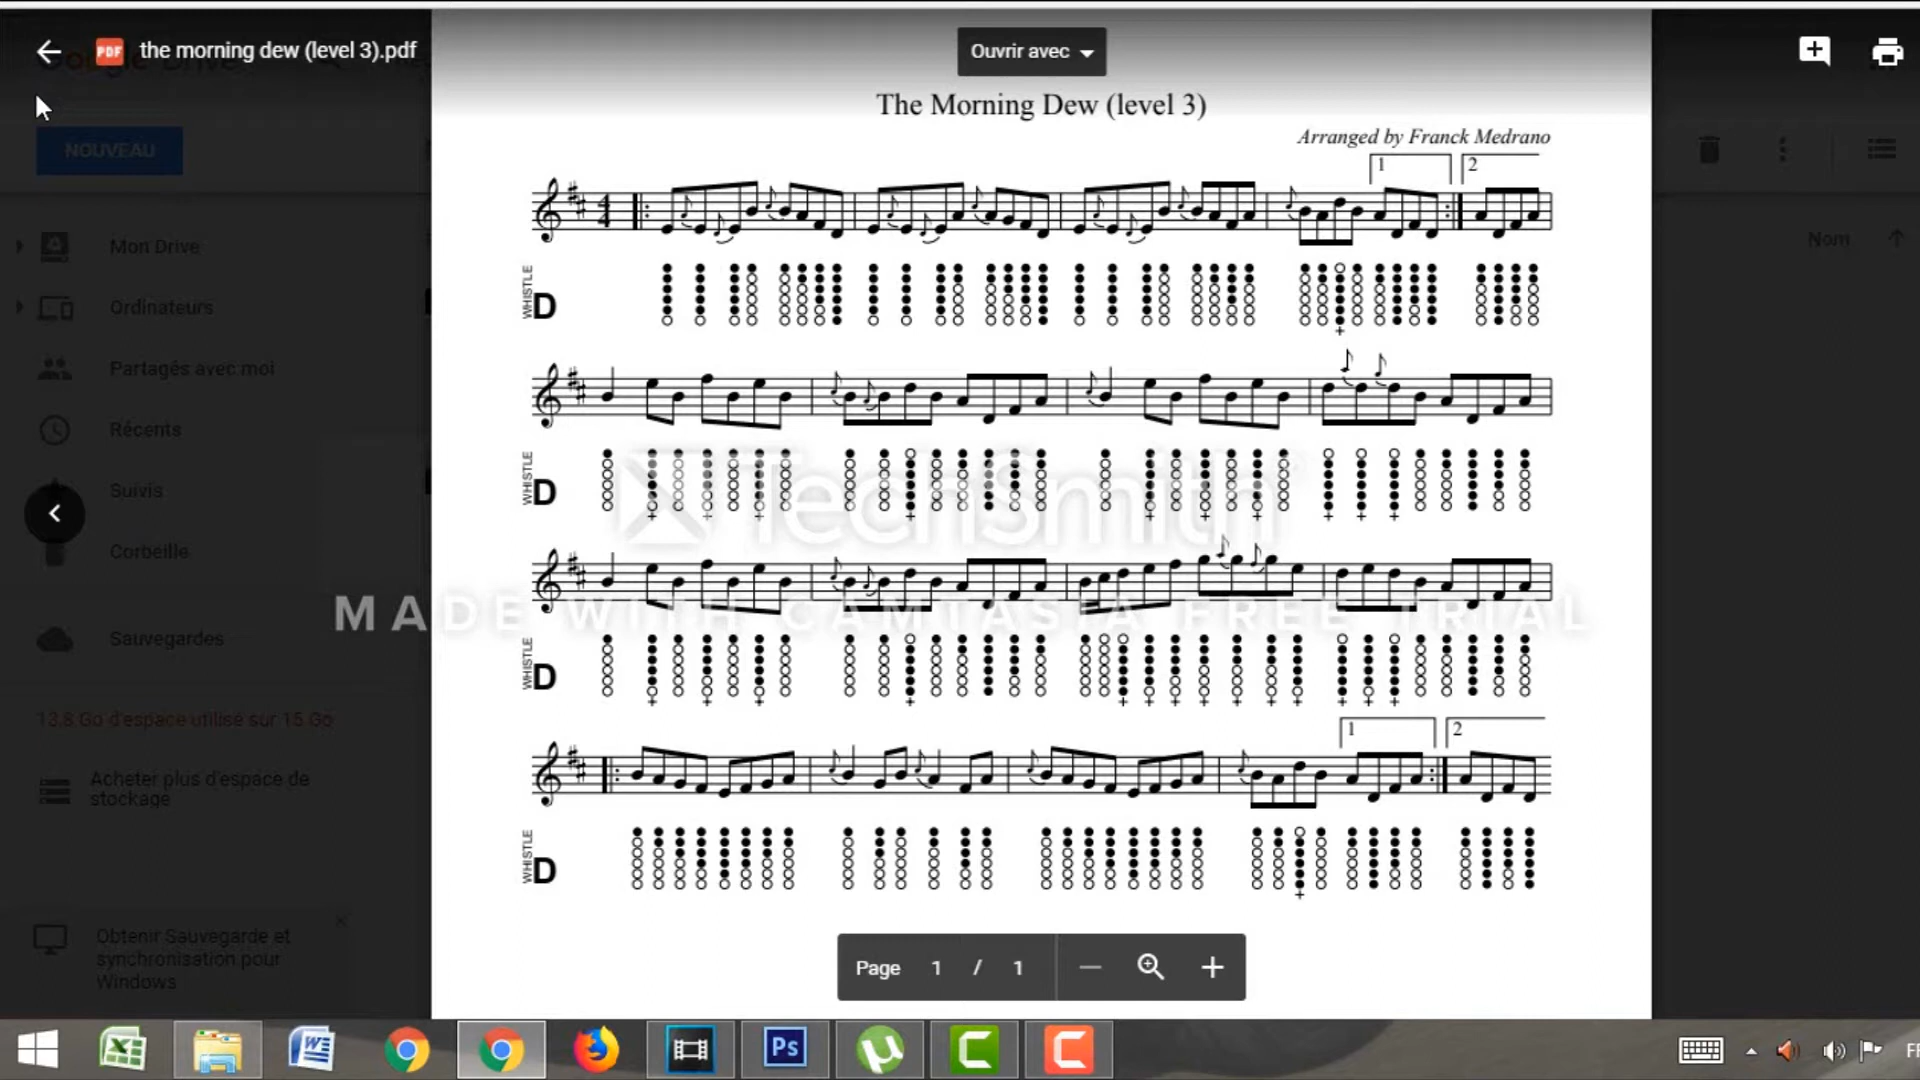 the morning dew (level 3).pdf
Ouvrir avec
NOUVEAU
Mon Drive
Ordinateurs
Partagés avec moi
Récents
Suivis
Corbeille
Sauvegardes
13,8 Go d'espace utilisé sur 15 Go
Acheter plus d'espace de
stockage
Obtenir Sauvegarde et
synchronisation pour
Windows
Nom
The Morning Dew (level 3)
Arranged by Franck Medrano
1 2
WHISTLE D
WHISTLE D
TechSmith
MADE WITH CAMTASIA FREE TRIAL
WHISTLE D
1 2
WHISTLE D
Page 1 / 1
Ps